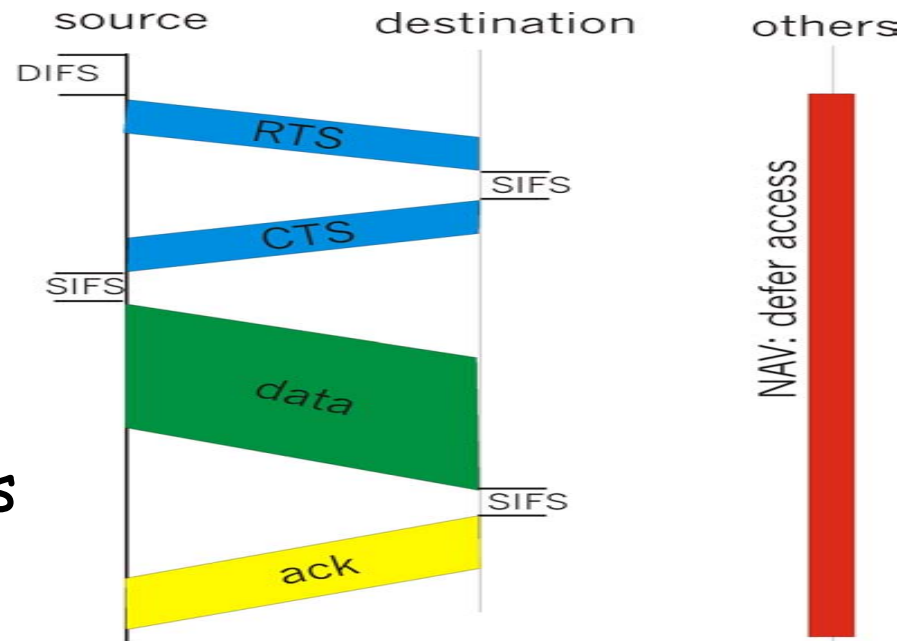 source
destination
others
DIFS
RTS
SIFS
CTS
SIFS
data
SIFS
ack
NAV: defer access
s